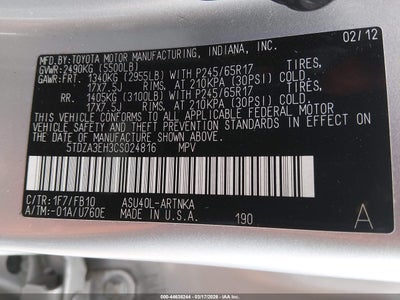 MFD.BY:TOYOTA MOTOR MANUFACTURING, INDIANA, INC. 02/12
GVWR:2490KG (5500LB)
GAWR: FRT. 1340KG (2955LB) WITH P245/65R17 TIRES,
17X7.5J RIMS, AT 210KPA (30PSI) COLD
RR. 1405KG (3100LB) WITH P245/65R17 TIRES,
17X7.5J RIMS, AT 210KPA (30PSI) COLD.
THIS VEHICLE CONFORMS TO ALL APPLICABLE FEDERAL MOTOR
VEHICLE SAFETY AND THEFT PREVENTION STANDARDS IN EFFECT ON
THE DATE OF MANUFACTURE SHOWN ABOVE.
5TDZA3EH3CS024816 MPV
C/TR: 1F7/FB10 ASU40L-ARTNKA
A/TM:-01A/U760E MADE IN U.S.A. 190 A
000-44638244 - 03/17/2026 - IAAI.COM